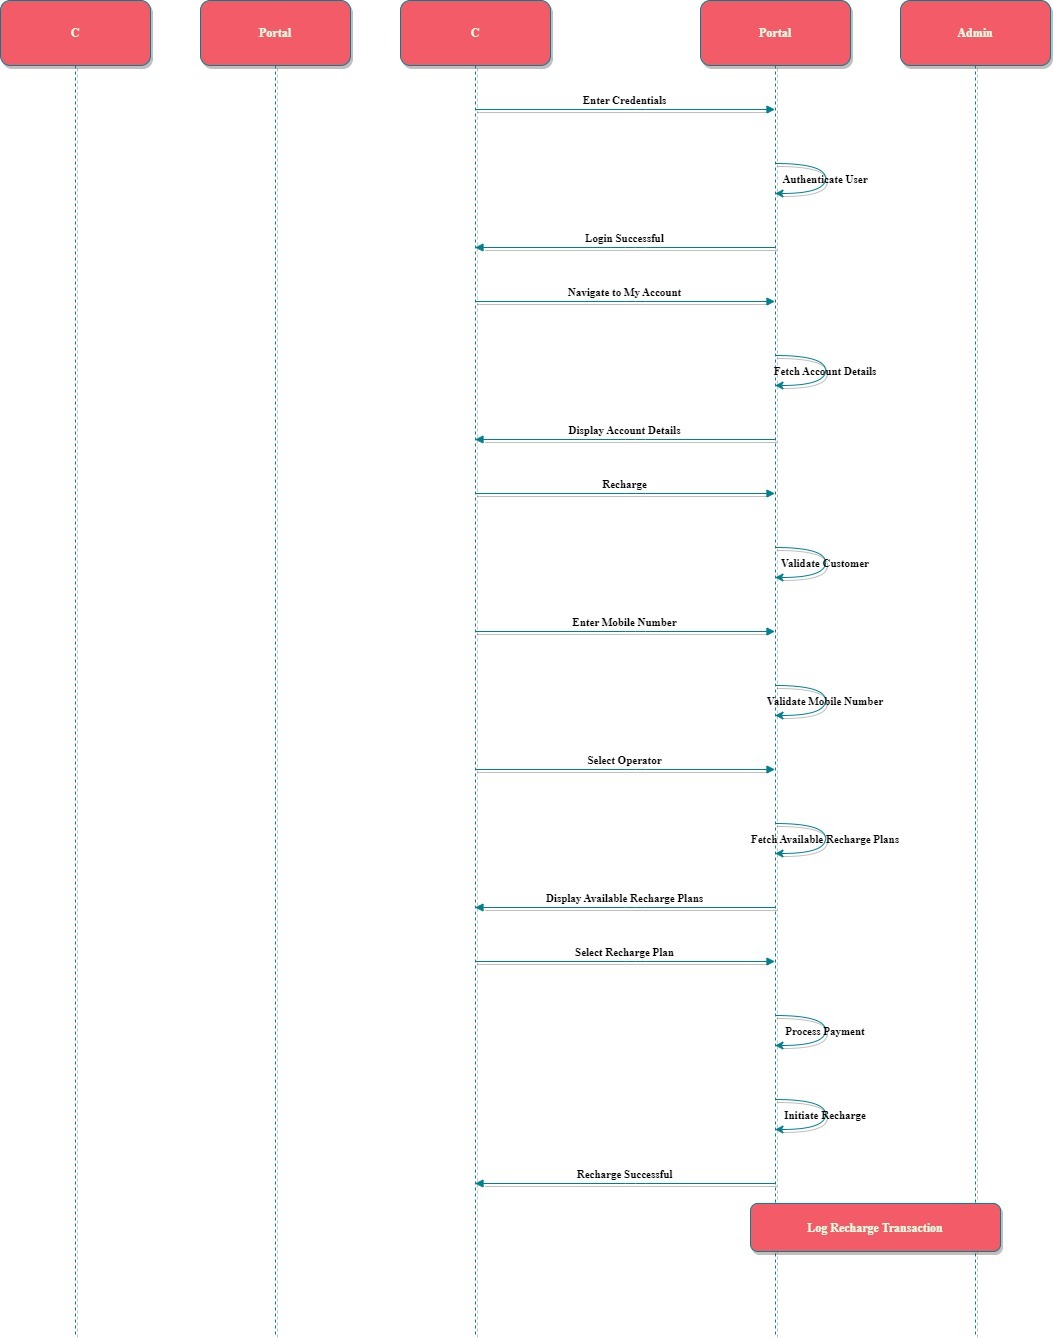 C
Portal
C
Portal
Admin
Enter Credentials
Authenticate User
Login Successful
Navigate to My Account
Fetch Account Details
Display Account Details
Recharge
Validate Customer
Enter Mobile Number
Validate Mobile Number
Select Operator
Fetch Available Recharge Plans
Display Available Recharge Plans
Select Recharge Plan
Process Payment
Initiate Recharge
Recharge Successful
Log Recharge Transaction